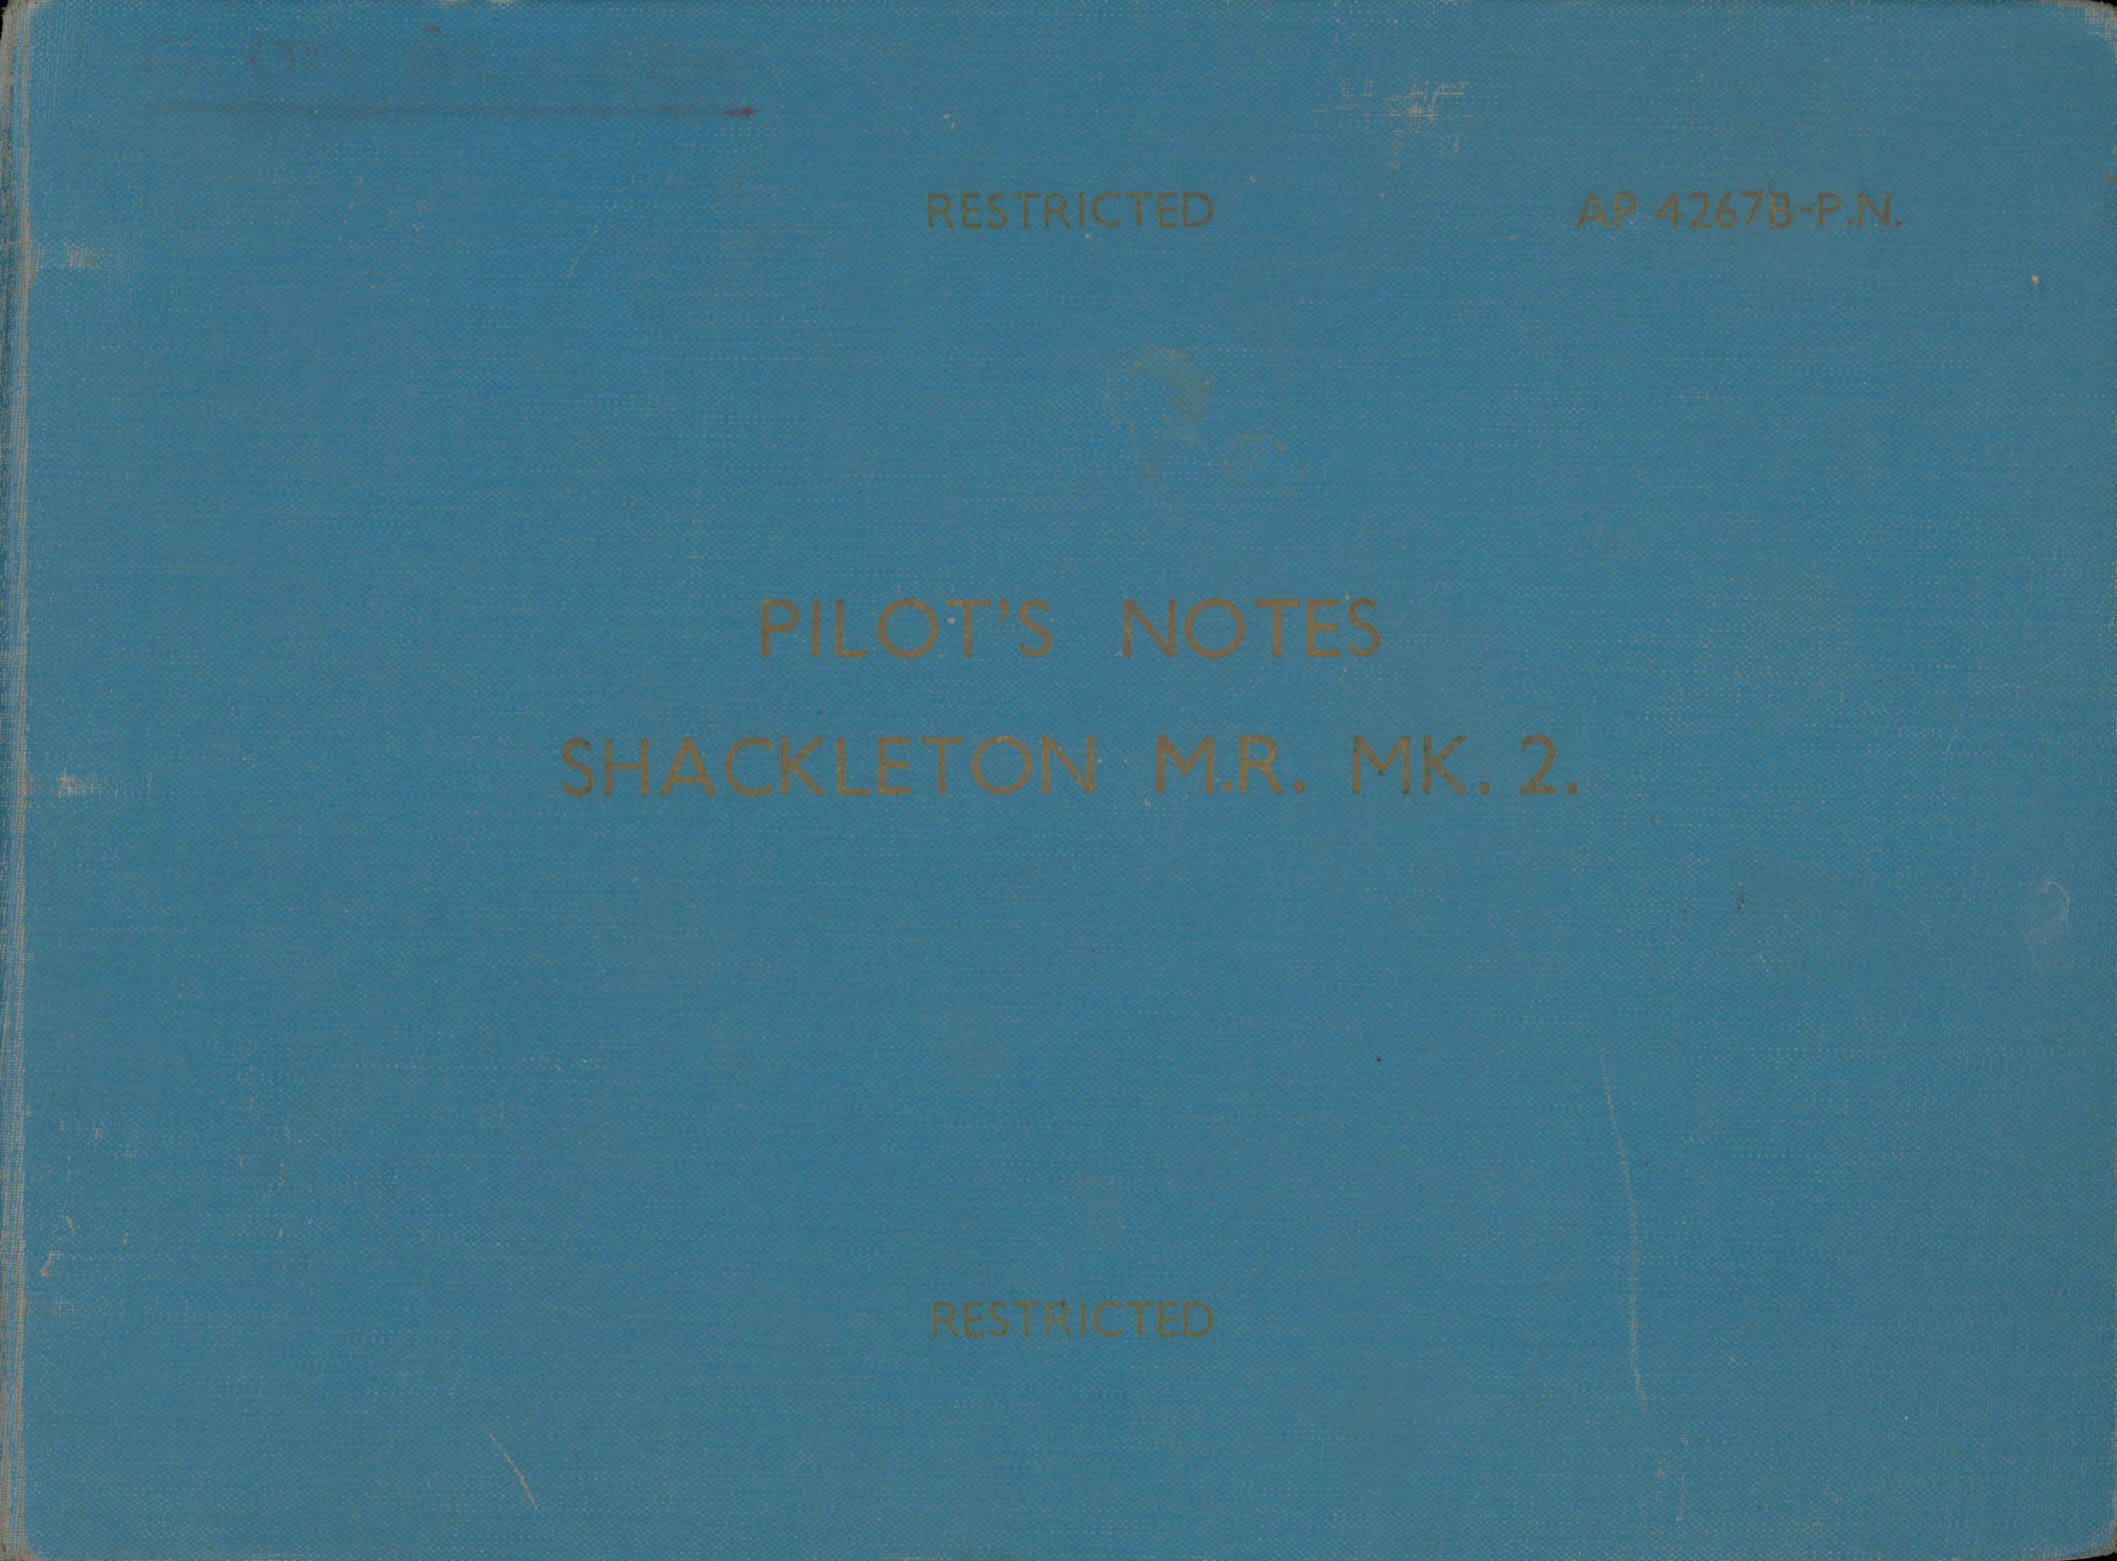 RESTRICTED
AP 4267B-P.N.
PILOT'S NOTES
SHACKLETON M.R. MK. 2.
RESTRICTED